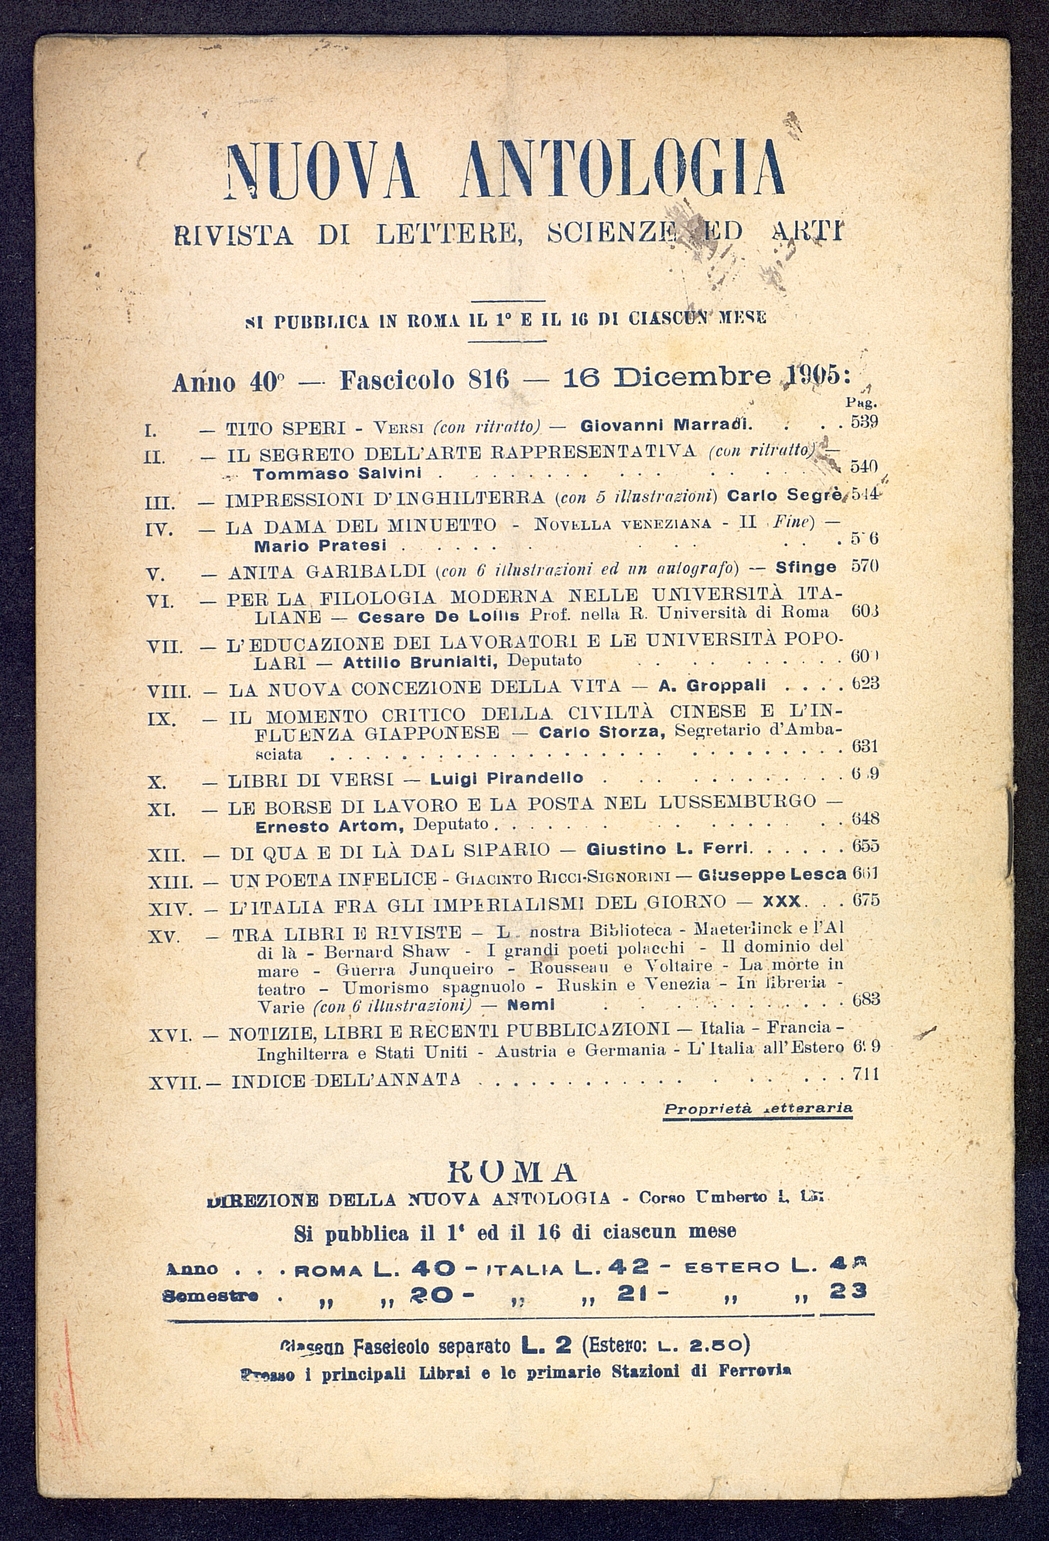 NUOVA ANTOLOGIA
RIVISTA DI LETTERE, SCIENZE ED ARTI
SI PUBBLICA IN ROMA IL 1° E IL 16 DI CIASCUN MESE
Anno 40° — Fascicolo 816 — 16 Dicembre 1905:
Pag.
I. — TITO SPERI - VERSI (con ritratto) — Giovanni Marradi. . . . 539
II. — IL SEGRETO DELL'ARTE RAPPRESENTATIVA (con ritratto) —
Tommaso Salvini . . . . . . . . . . . . 540
III. — IMPRESSIONI D'INGHILTERRA (con 5 illustrazioni) Carlo Segrè, 544
IV. — LA DAMA DEL MINUETTO - NOVELLA VENEZIANA - II Fine) —
Mario Pratesi . . . . . . . . . . . .
V. — ANITA GARIBALDI (con 6 illustrazioni ed un autografo) — Sfinge 570
VI. — PER LA FILOLOGIA MODERNA NELLE UNIVERSITÀ ITA-
LIANE — Cesare De Lollis Prof. nella R. Università di Roma 603
VII. — L'EDUCAZIONE DEI LAVORATORI E LE UNIVERSITÀ POPO-
LARI — Attilio Brunialti, Deputato . . . . . . . . .
VIII. — LA NUOVA CONCEZIONE DELLA VITA — A. Groppali . . . . 623
IX. — IL MOMENTO CRITICO DELLA CIVILTÀ CINESE E L'IN-
FLUENZA GIAPPONESE — Carlo Sforza, Segretario d'Amba-
sciata . . . . . . . . . . . . . . . . 631
X. — LIBRI DI VERSI — Luigi Pirandello . . . . . . . . .
XI. — LE BORSE DI LAVORO E LA POSTA NEL LUSSEMBURGO —
Ernesto Artom, Deputato . . . . . . . . . . . . 648
XII. — DI QUA E DI LÀ DAL SIPARIO — Giustino L. Ferri. . . . . . 655
XIII. — UN POETA INFELICE - GIACINTO RICCI-SIGNORINI — Giuseppe Lesca 661
XIV. — L'ITALIA FRA GLI IMPERIALISMI DEL GIORNO — XXX. . . 675
XV. — TRA LIBRI E RIVISTE — nostra Biblioteca - Maeterlinck e l'Al
di là - Bernard Shaw - I grandi poeti polacchi - Il dominio del
mare - Guerra Junqueiro - Rousseau e Voltaire - La morte in
teatro - Umorismo spagnuolo - Ruskin e Venezia - In libreria -
Varie (con 6 illustrazioni) — Nemi . . . . . . . . . 683
XVI. — NOTIZIE, LIBRI E RECENTI PUBBLICAZIONI — Italia - Francia -
Inghilterra e Stati Uniti - Austria e Germania - L'Italia all'Estero
XVII. — INDICE DELL'ANNATA . . . . . . . . . . . . 711
Proprietà letteraria
ROMA
DIREZIONE DELLA NUOVA ANTOLOGIA - Corso Umberto I,
Si pubblica il 1° ed il 16 di ciascun mese
Anno . . . ROMA L. 40 - ITALIA L. 42 - ESTERO L.
Semestre . „ „ 20 - „ „ 21 - „ „ 23
Ciascun Fascicolo separato L. 2 (Estero: L. 2.50)
Presso i principali Librai e le primarie Stazioni di Ferrovia